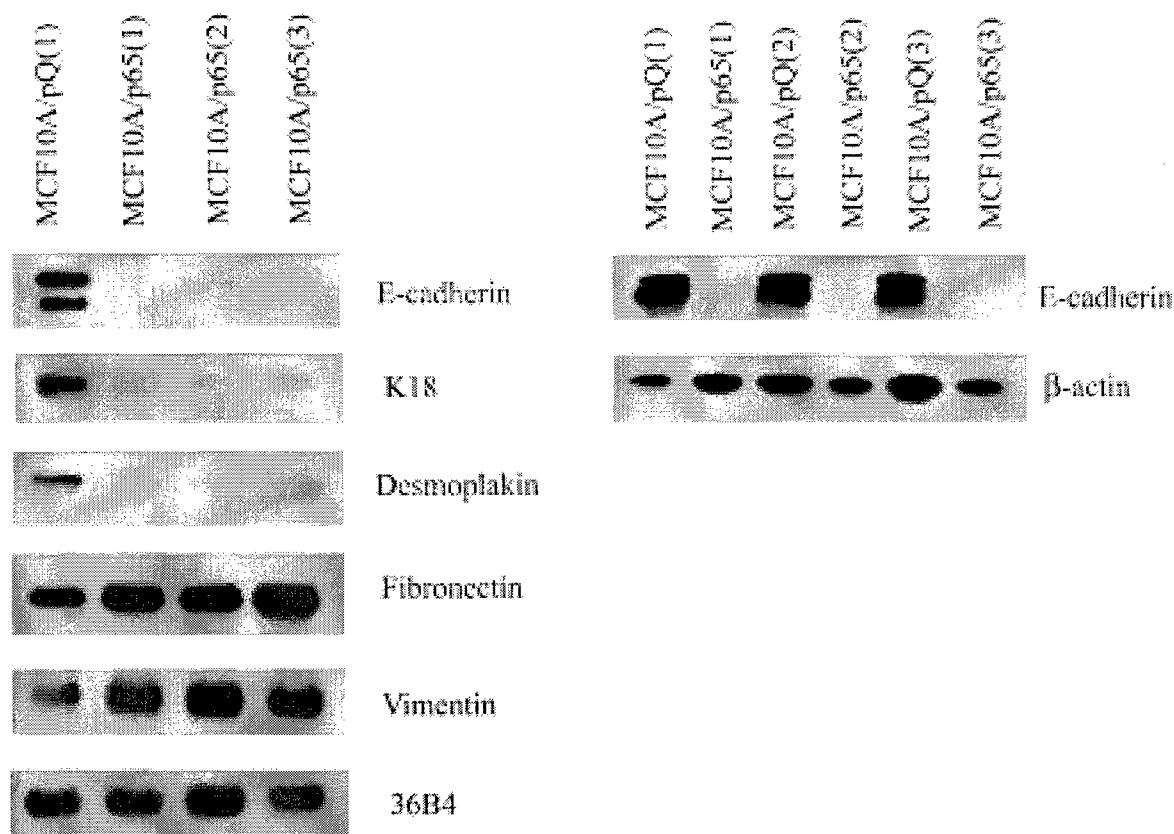 MCF10A/pQ(1)
MCF10A/p65(1)
MCF10A/p65(2)
MCF10A/p65(3)
E-cadherin
K18
Desmoplakin
Fibronectin
Vimentin
36B4
MCF10A/pQ(1)
MCF10A/p65(1)
MCF10A/pQ(2)
MCF10A/p65(2)
MCF10A/pQ(3)
MCF10A/p65(3)
E-cadherin
β-actin